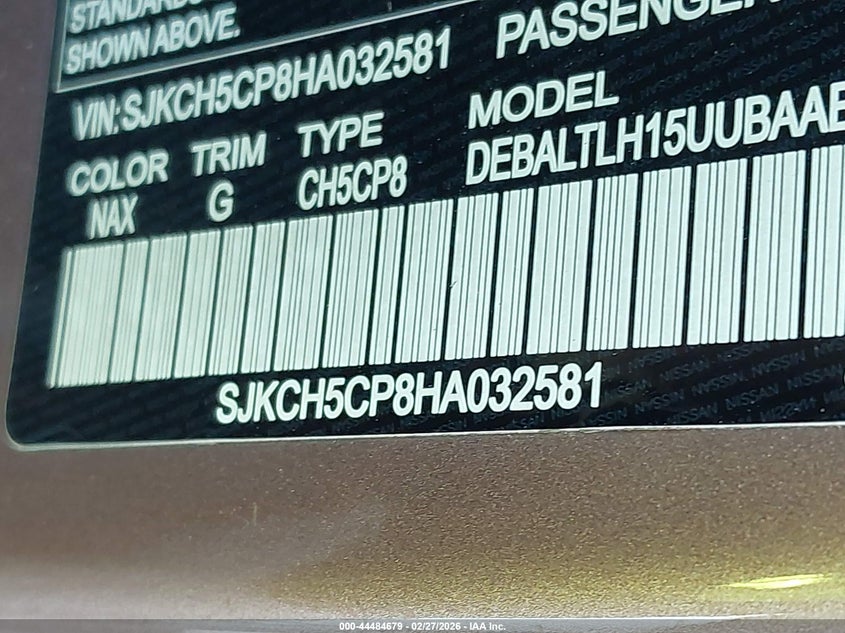 STANDARDS
SHOWN ABOVE.
PASSENGER
VIN: SJKCH5CP8HA032581
COLOR TRIM TYPE MODEL
NAX G CH5CP8 DEBALTLH15UUBAAE
SJKCH5CP8HA032581
000-44484679 - 02/27/2026 - IAA Inc.